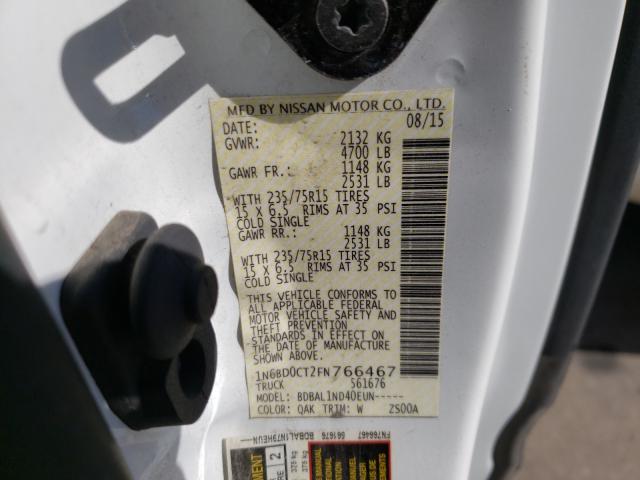 MFD BY NISSAN MOTOR CO., LTD.
DATE: 08/15
GVWR: 2132 KG
4700 LB
GAWR FR.: 1148 KG
2531 LB
WITH 235/75R15 TIRES
15 X 6.5 RIMS AT 35 PSI
COLD SINGLE
GAWR RR.: 1148 KG
2531 LB
WITH 235/75R15 TIRES
15 X 6.5 RIMS AT 35 PSI
COLD SINGLE
THIS VEHICLE CONFORMS TO
ALL APPLICABLE FEDERAL
MOTOR VEHICLE SAFETY AND
THEFT PREVENTION
STANDARDS IN EFFECT ON
THE DATE OF MANUFACTURE
SHOWN ABOVE.
1N6BD0CT2FN766467
TRUCK 561676
MODEL: BDBAL1ND40EUN-----
COLOR: QAK TRIM: W ZS00A
FN766467
561676
2